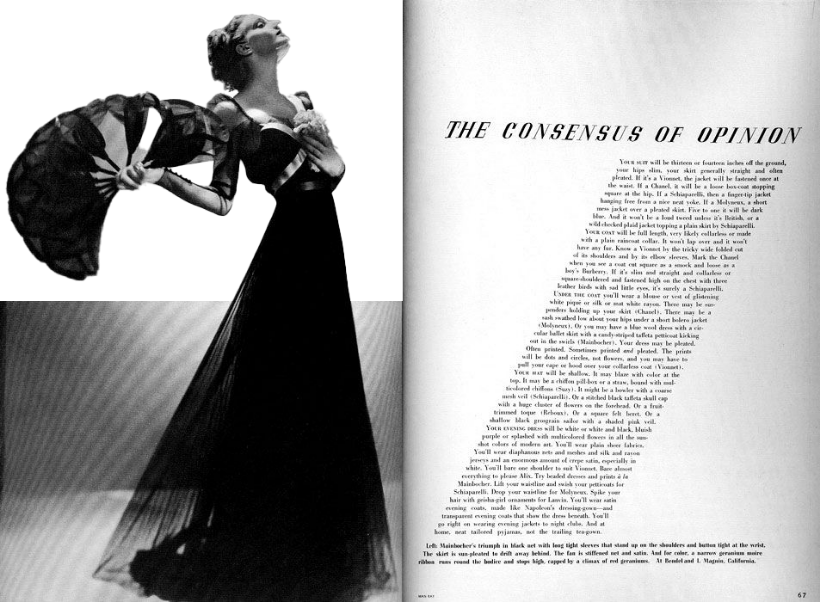 THE CONSENSUS OF OPINION
YOUR SUIT will be thirteen or fourteen inches off the ground,
your hips slim, your skirt generally straight and often
pleated. If it's a Vionnet, the jacket will be fastened once at
the waist. If a Chanel, it will be a loose box-coat stopping
square at the hip. If a Schiaparelli, then a finger-tip jacket
hanging free from a nice neat yoke. If a Molyneux, a short
mess jacket over a pleated skirt. Five to one it will be dark
blue. And it won't be a loud tweed unless it's British, or a
wild checked plaid jacket topping a plain skirt by Schiaparelli.
YOUR COAT will be full length, very likely collarless or made
with a plain raincoat collar. It won't lap over and it won't
have any fur. Know a Vionnet by the tricky wide folded cut
of its shoulders and by its elbow sleeves. Mark the Chanel
when you see a coat cut square as a smock and loose as a
boy's Burberry. If it's slim and straight and collarless or
square-shouldered and fastened high on the chest with three
leather birds with sad little eyes, it's surely a Schiaparelli.
UNDER THE COAT you'll wear a blouse or vest of glistening
white piqué or silk or mat white rayon. There may be sus-
penders holding up your skirt (Chanel). There may be a
sash swathed low about your hips under a short bolero jacket
(Molyneux). Or you may have a blue wool dress with a cir-
cular ballet skirt with a candy-striped taffeta petticoat kicking
out in the swirls (Mainbocher). Your dress may be pleated.
Often printed. Sometimes printed and pleated. The prints
will be dots and circles, not flowers, and you may have to
pull your cape or hood over your collarless coat (Vionnet).
YOUR HAT will be shallow. It may blaze with color at the
top. It may be a chiffon pill-box or a straw, bound with mul-
ticolored chiffons (Suzy). It might be a bowler with a coarse
mesh veil (Schiaparelli). Or a stitched black taffeta skull cap
with a huge cluster of flowers on the forehead. Or a fruit-
trimmed toque (Reboux). Or a square felt beret. Or a
shallow black grosgrain sailor with a shaded pink veil.
YOUR EVENING DRESS will be white or white and black, bluish
purple or splashed with multicolored flowers in all the sun-
shot colors of modern art. You'll wear plain sheer fabrics.
You'll wear diaphanous nets and meshes and silk and rayon
jerseys and an enormous amount of crepe satin, especially in
white. You'll bare one shoulder to suit Vionnet. Bare almost
everything to please Alix. Try beaded dresses and prints à la
Mainbocher. Lift your waistline and swish your petticoats for
Schiaparelli. Drop your waistline for Molyneux. Spike your
hair with geisha-girl ornaments for Lanvin. You'll wear satin
evening coats, made like Napoleon's dressing-gown—and
transparent evening coats that show the dress beneath. You'll
go right on wearing evening jackets to night clubs. And at
home, neat tailored pyjamas, not the trailing tea-gown.
Left: Mainbocher's triumph in black net with long tight sleeves that stand up on the shoulders and button tight at the wrist.
The skirt is sun-pleated to drift away behind. The fan is stiffened net and satin. And for color, a narrow geranium moire
ribbon runs round the bodice and stops high, capped by a climax of red geraniums. At Bendel and I. Magnin, California.
67